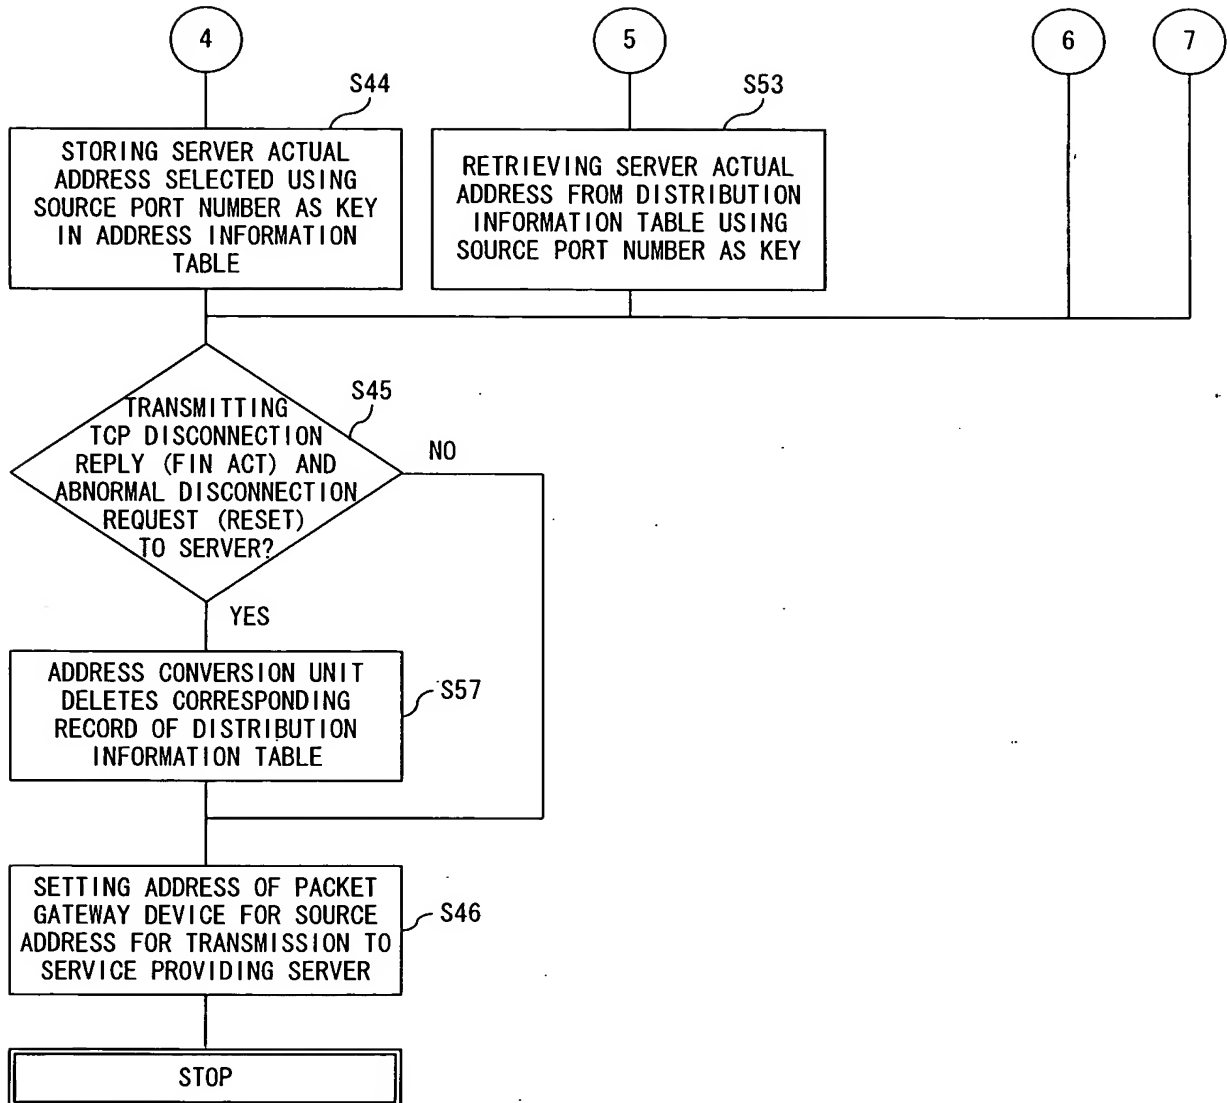 4
5
6
7
S44
S53
STORING SERVER ACTUAL
ADDRESS SELECTED USING
SOURCE PORT NUMBER AS KEY
IN ADDRESS INFORMATION
TABLE
RETRIEVING SERVER ACTUAL
ADDRESS FROM DISTRIBUTION
INFORMATION TABLE USING
SOURCE PORT NUMBER AS KEY
S45
TRANSMITTING
TCP DISCONNECTION
REPLY (FIN ACT) AND
ABNORMAL DISCONNECTION
REQUEST (RESET)
TO SERVER?
NO
YES
ADDRESS CONVERSION UNIT
DELETES CORRESPONDING
RECORD OF DISTRIBUTION
INFORMATION TABLE
S57
SETTING ADDRESS OF PACKET
GATEWAY DEVICE FOR SOURCE
ADDRESS FOR TRANSMISSION TO
SERVICE PROVIDING SERVER
S46
STOP